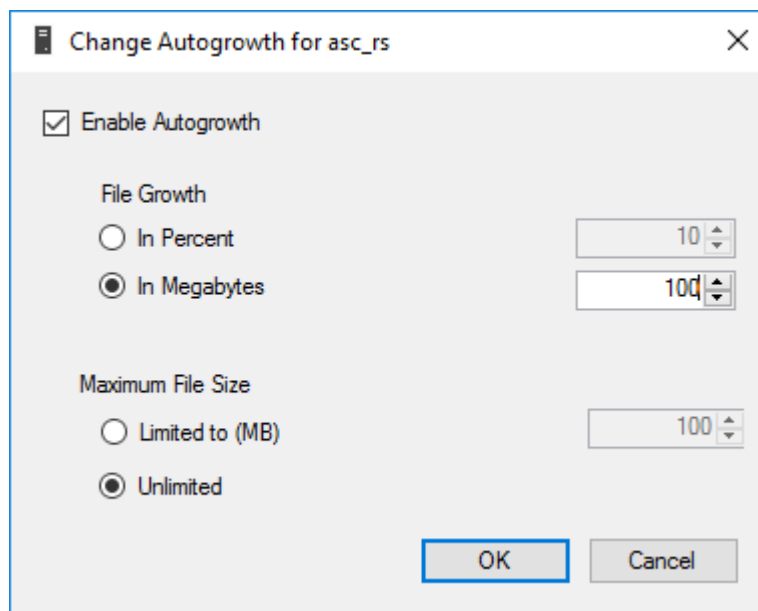 Change Autogrowth for asc_rs
Enable Autogrowth
File Growth
In Percent 10
In Megabytes 100
Maximum File Size
Limited to (MB) 100
Unlimited
OK Cancel